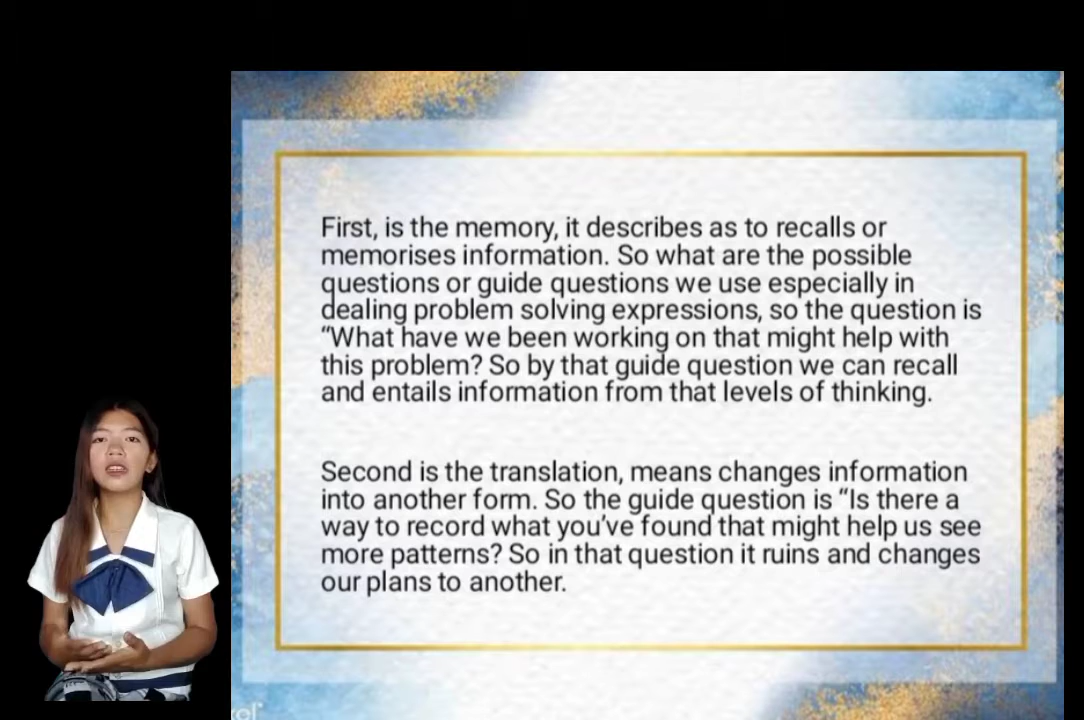 First, is the memory, it describes as to recalls or
memorises information. So what are the possible
questions or guide questions we use especially in
dealing problem solving expressions, so the question is
“What have we been working on that might help with
this problem? So by that guide question we can recall
and entails information from that levels of thinking.
Second is the translation, means changes information
into another form. So the guide question is “Is there a
way to record what you’ve found that might help us see
more patterns? So in that question it ruins and changes
our plans to another.